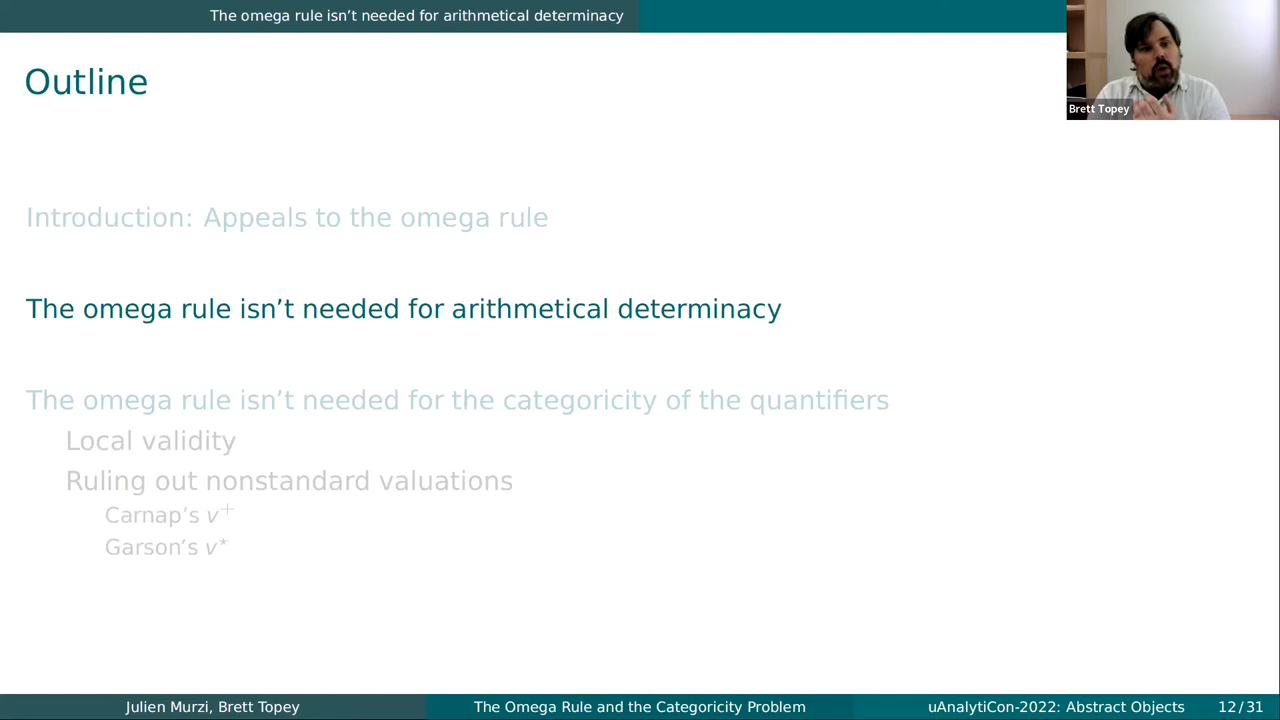 The omega rule isn’t needed for arithmetical determinacy
Outline
Brett Topey
Introduction: Appeals to the omega rule
The omega rule isn’t needed for arithmetical determinacy
The omega rule isn’t needed for the categoricity of the quantifiers
Local validity
Ruling out nonstandard valuations
Carnap’s v⁺
Garson’s v*
Julien Murzi, Brett Topey
The Omega Rule and the Categoricity Problem
uAnalytiCon-2022: Abstract Objects
12/31